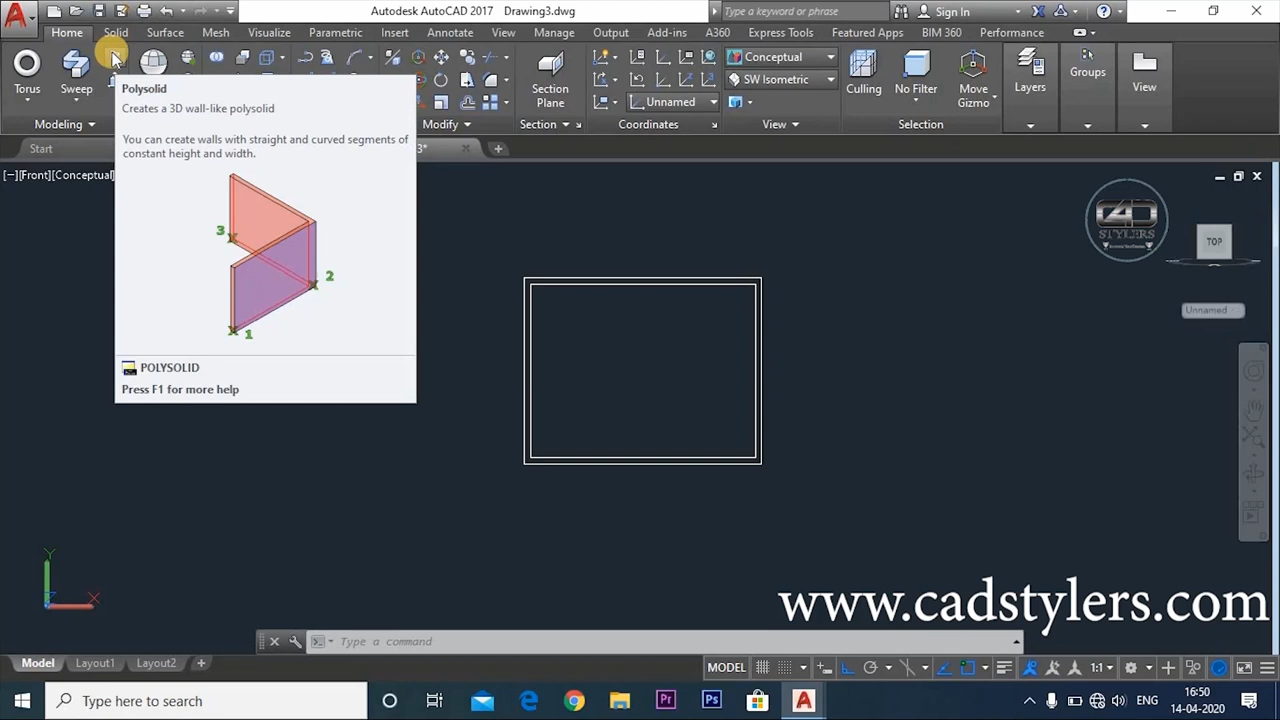 Autodesk AutoCAD 2017 Drawing3.dwg
Type a keyword or phrase
Sign In
Home Solid Surface Mesh Visualize Parametric Insert Annotate View Manage Output Add-ins A360 Express Tools Featured Apps BIM 360 Performance
Torus
Sweep
Section
Plane
Conceptual
SW Isometric
Unnamed
Culling
No Filter
Move
Gizmo
Layers
Groups
View
Modeling
Modify
Section
Coordinates
View
Selection
Polysolid
Creates a 3D wall-like polysolid
You can create walls with straight and curved segments of
constant height and width.
3
2
1
POLYSOLID
Press F1 for more help
Start
3*
[−][Front][Conceptual]
C4D
STYLERS
TOP
Unnamed
Y
X
www.cadstylers.com
Type a command
Model Layout1 Layout2
MODEL
1:1
Type here to search
Pr
Ps
A
ENG
16:50
14-04-2020